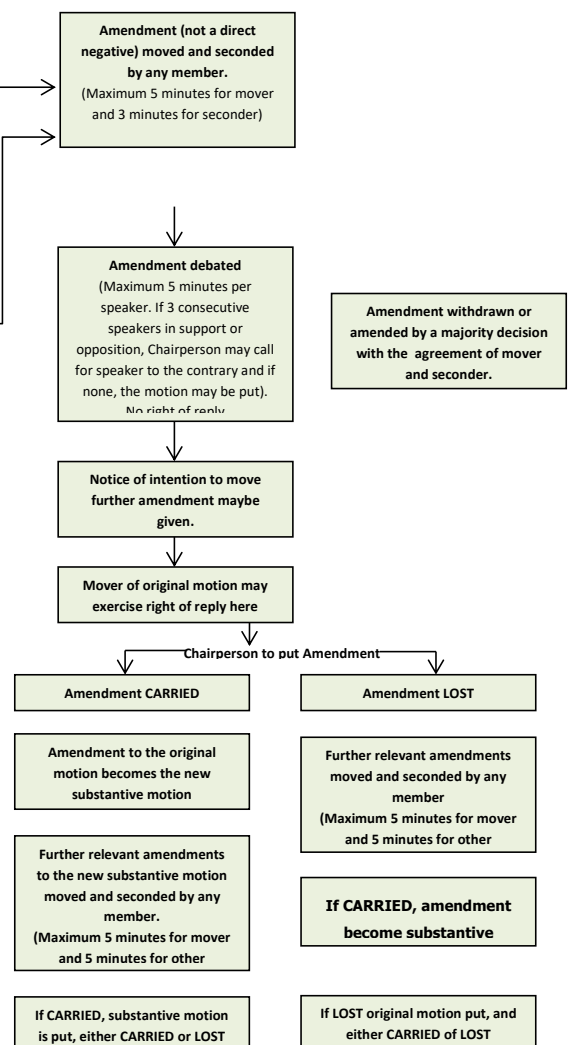 Amendment (not a direct
negative) moved and seconded
by any member.
(Maximum 5 minutes for mover
and 3 minutes for seconder)
Amendment debated
(Maximum 5 minutes per
speaker. If 3 consecutive
speakers in support or
opposition, Chairperson may call
for speaker to the contrary and if
none, the motion may be put).
No right of reply
Amendment withdrawn or
amended by a majority decision
with the agreement of mover
and seconder.
Notice of intention to move
further amendment maybe
given.
Mover of original motion may
exercise right of reply here
Chairperson to put Amendment
Amendment CARRIED
Amendment LOST
Amendment to the original
motion becomes the new
substantive motion
Further relevant amendments
moved and seconded by any
member
(Maximum 5 minutes for mover
and 5 minutes for other
Further relevant amendments
to the new substantive motion
moved and seconded by any
member.
(Maximum 5 minutes for mover
and 5 minutes for other
If CARRIED, amendment
become substantive
If CARRIED, substantive motion
is put, either CARRIED or LOST
If LOST original motion put, and
either CARRIED of LOST